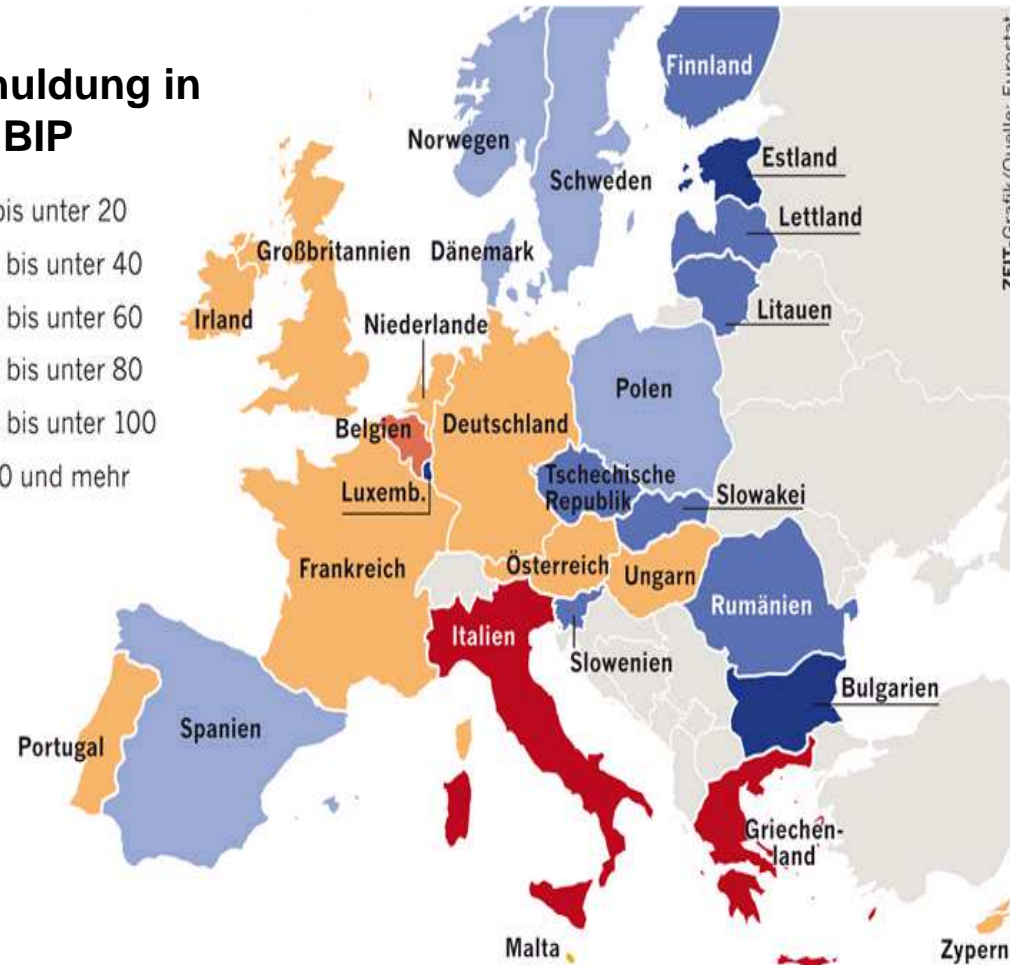 huldung in
BIP
bis unter 20
bis unter 40
bis unter 60
bis unter 80
bis unter 100
0 und mehr
ZEIT-Grafik/Quelle: Eurostat
Finnland
Norwegen
Schweden
Estland
Lettland
Litauen
Großbritannien
Dänemark
Irland
Niederlande
Polen
Belgien
Deutschland
Tschechische
Republik
Slowakei
Luxemb.
Frankreich
Österreich
Ungarn
Rumänien
Italien
Slowenien
Bulgarien
Spanien
Portugal
Griechen-
land
Malta
Zypern